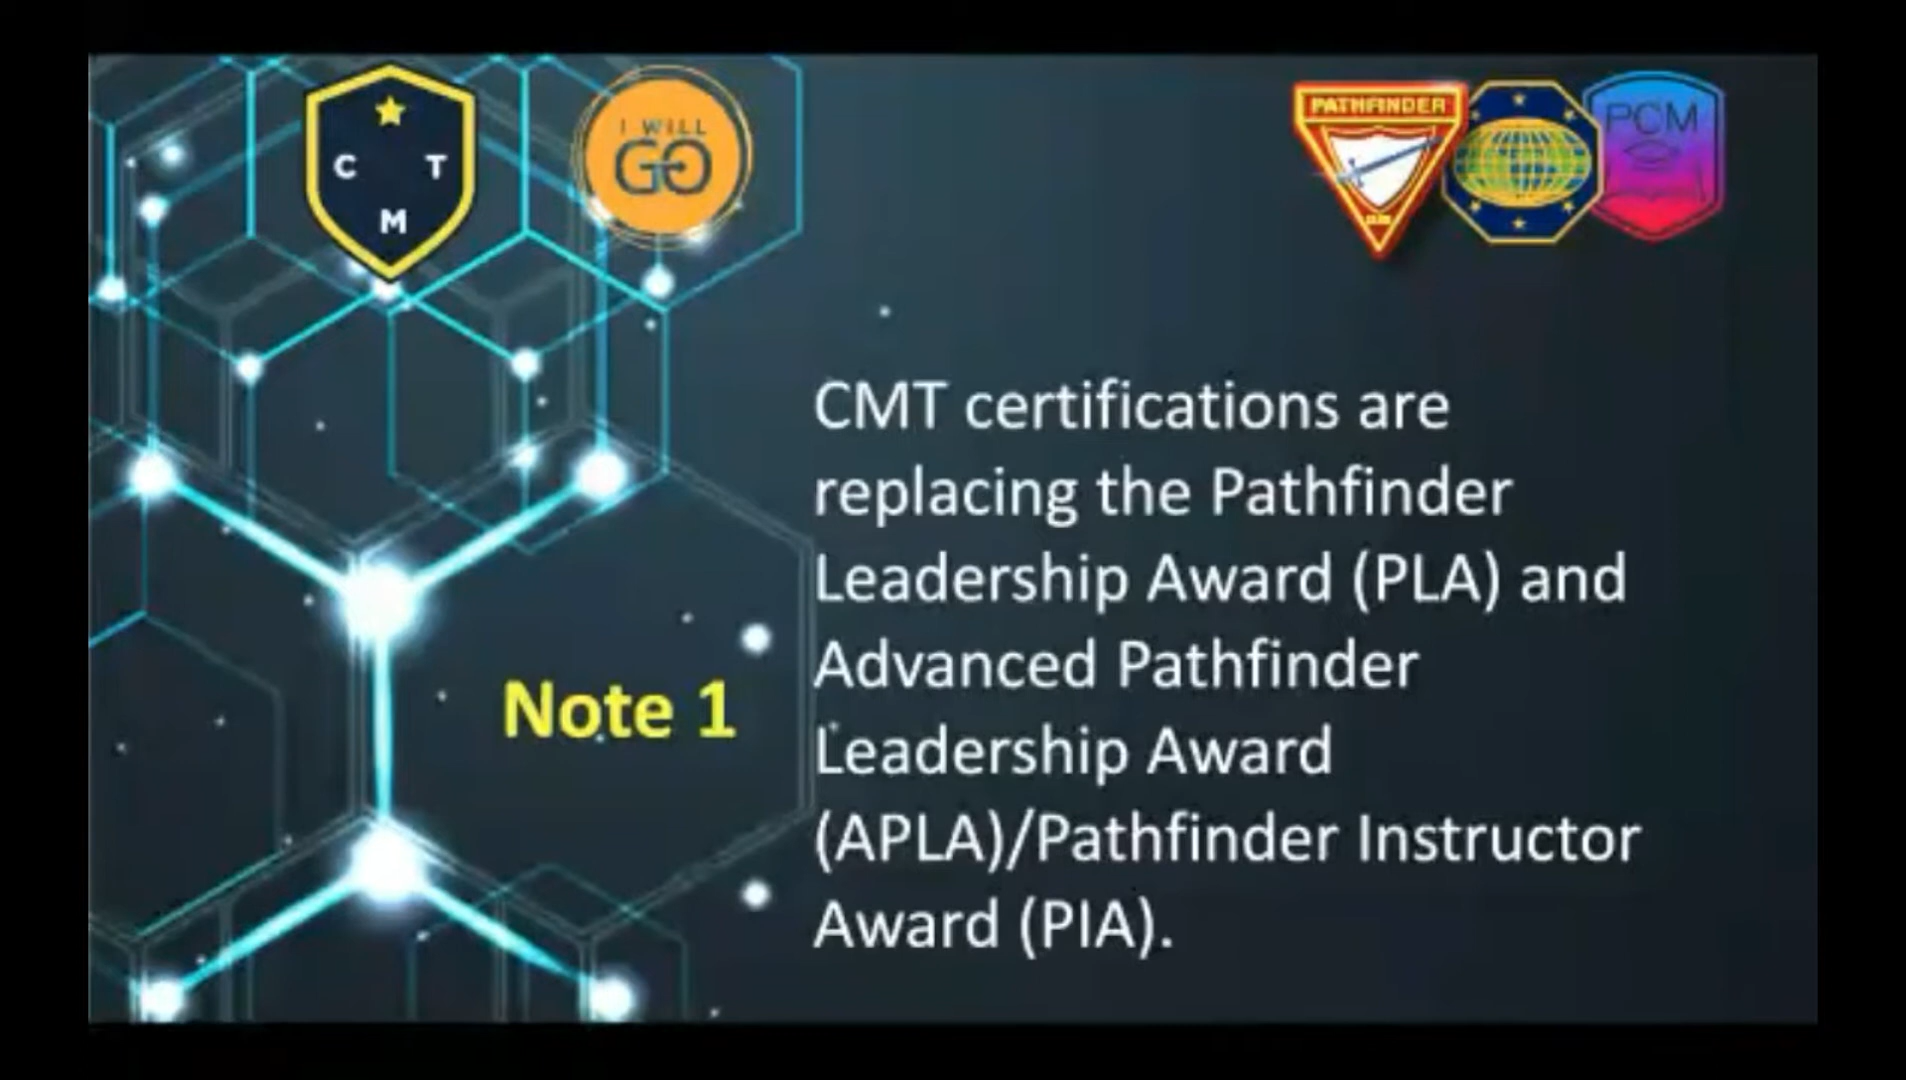 C T
M
I WILL
GO
PATHFINDER
PCM
Note 1
CMT certifications are
replacing the Pathfinder
Leadership Award (PLA) and
Advanced Pathfinder
Leadership Award
(APLA)/Pathfinder Instructor
Award (PIA).